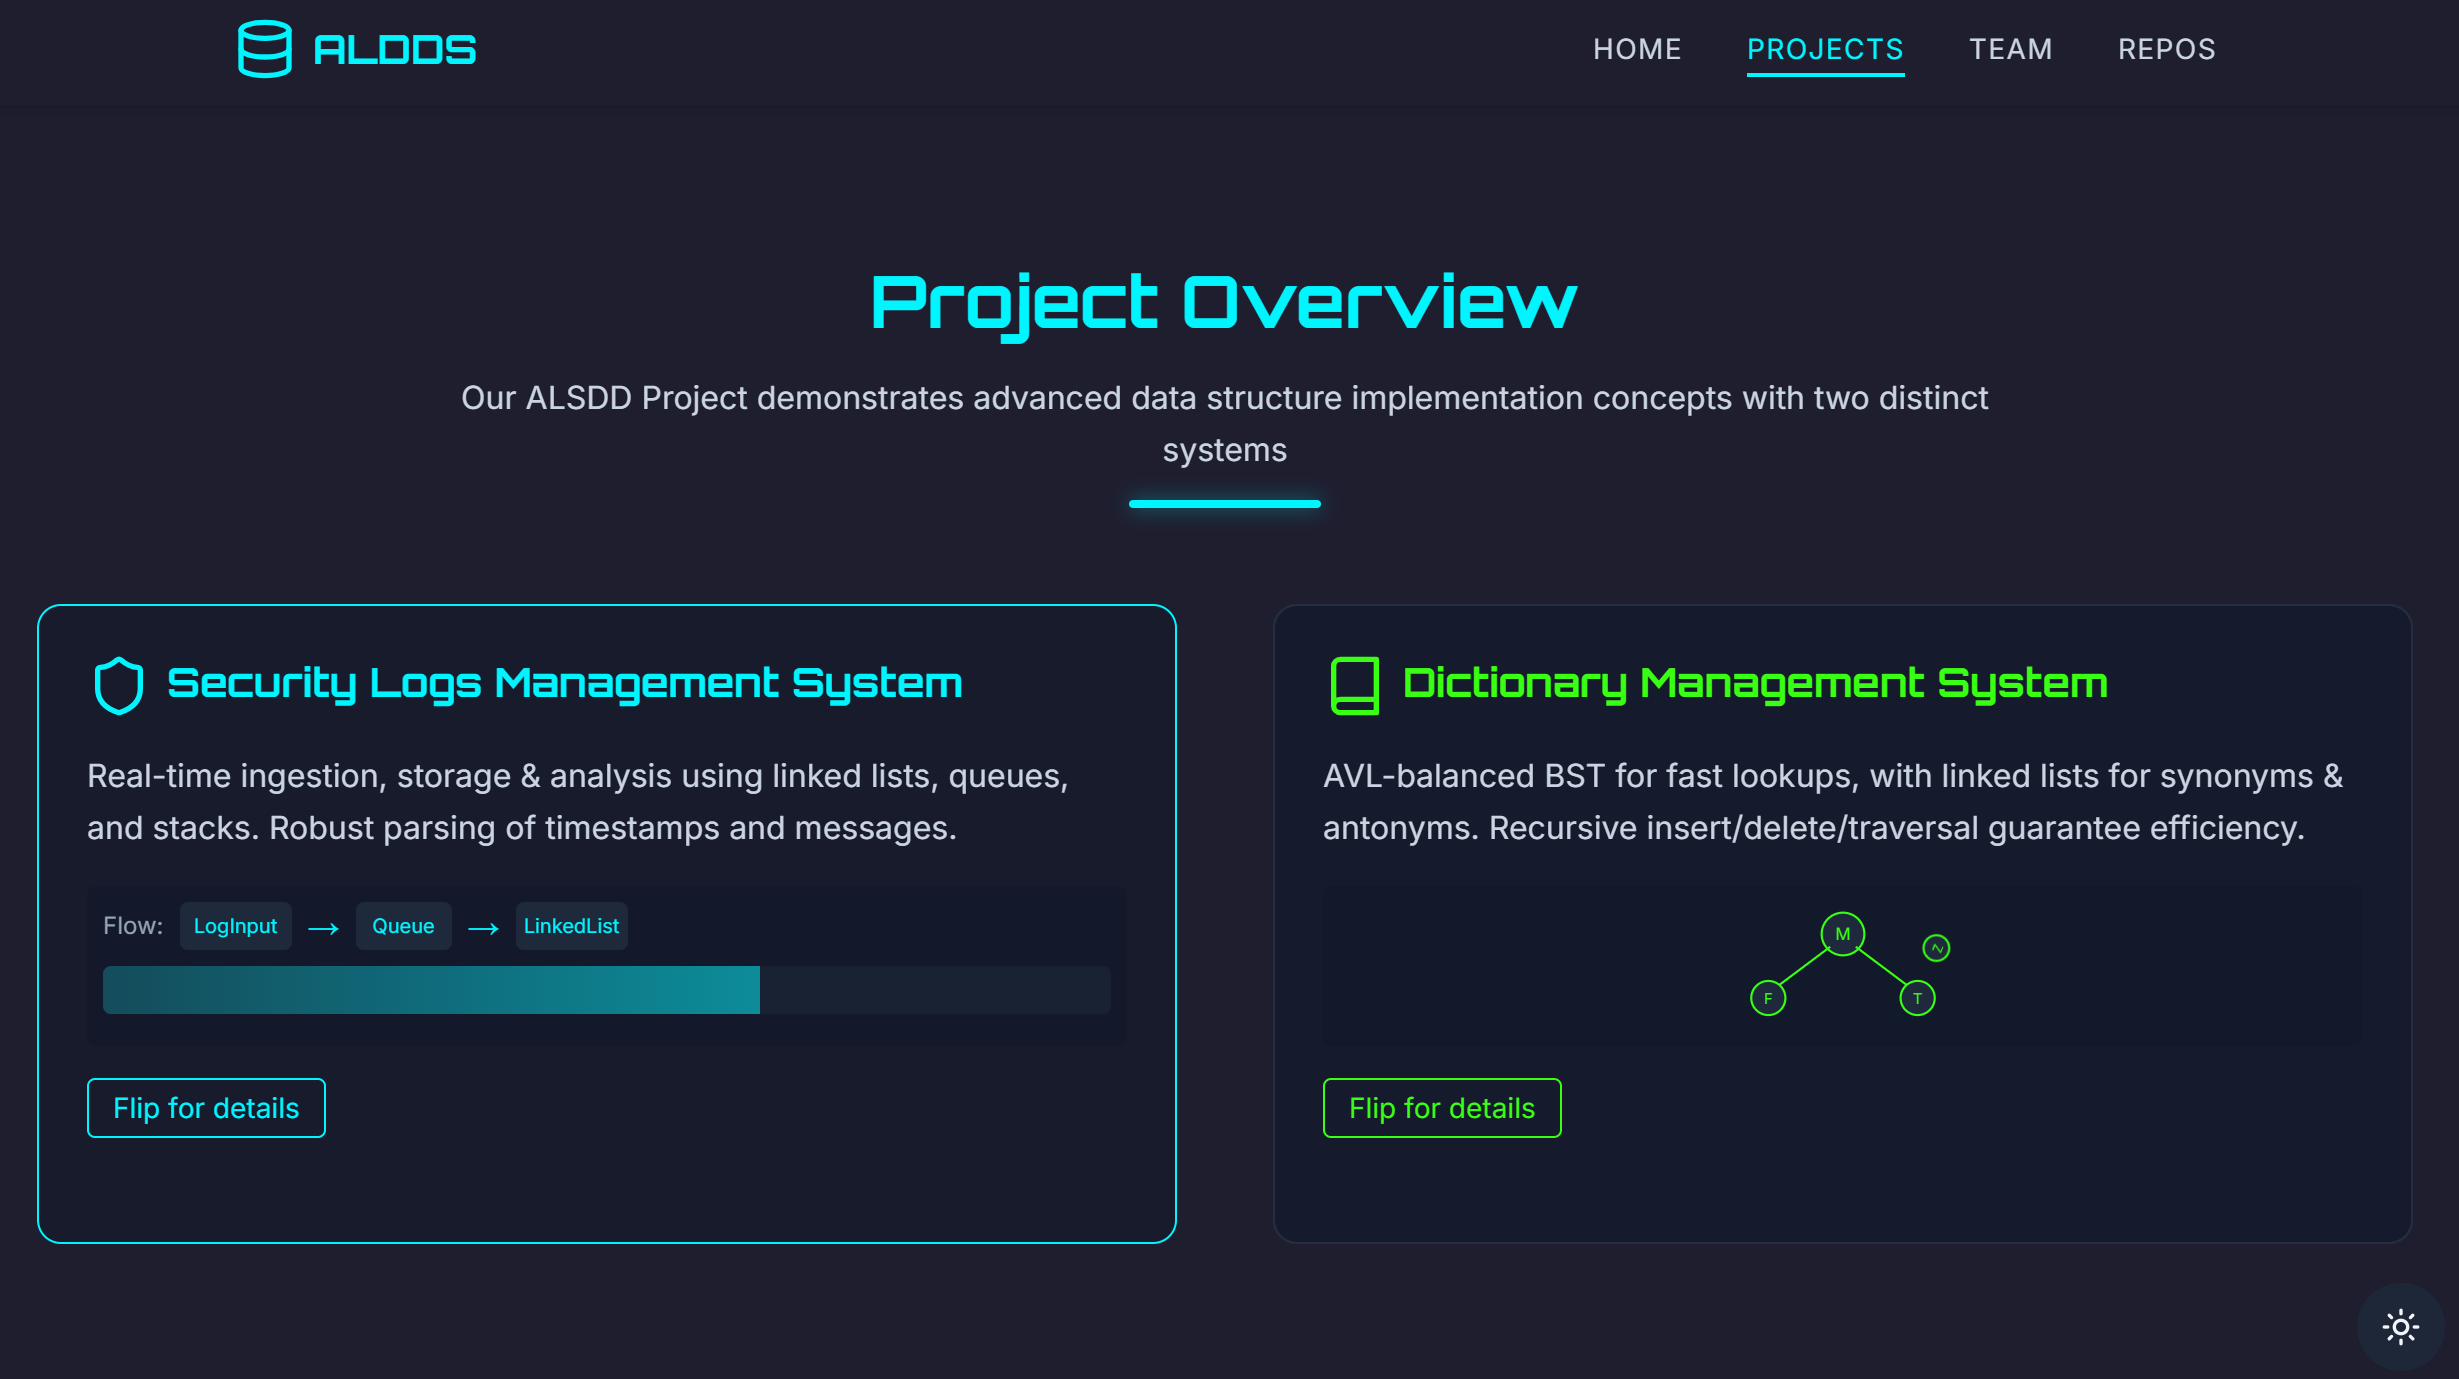 ALDDS
HOME PROJECTS TEAM REPOS
Project Overview
Our ALSDD Project demonstrates advanced data structure implementation concepts with two distinct
systems
Security Logs Management System
Real-time ingestion, storage & analysis using linked lists, queues,
and stacks. Robust parsing of timestamps and messages.
Flow: LogInput → Queue → LinkedList
Flip for details
Dictionary Management System
AVL-balanced BST for fast lookups, with linked lists for synonyms &
antonyms. Recursive insert/delete/traversal guarantee efficiency.
M
F T
Flip for details